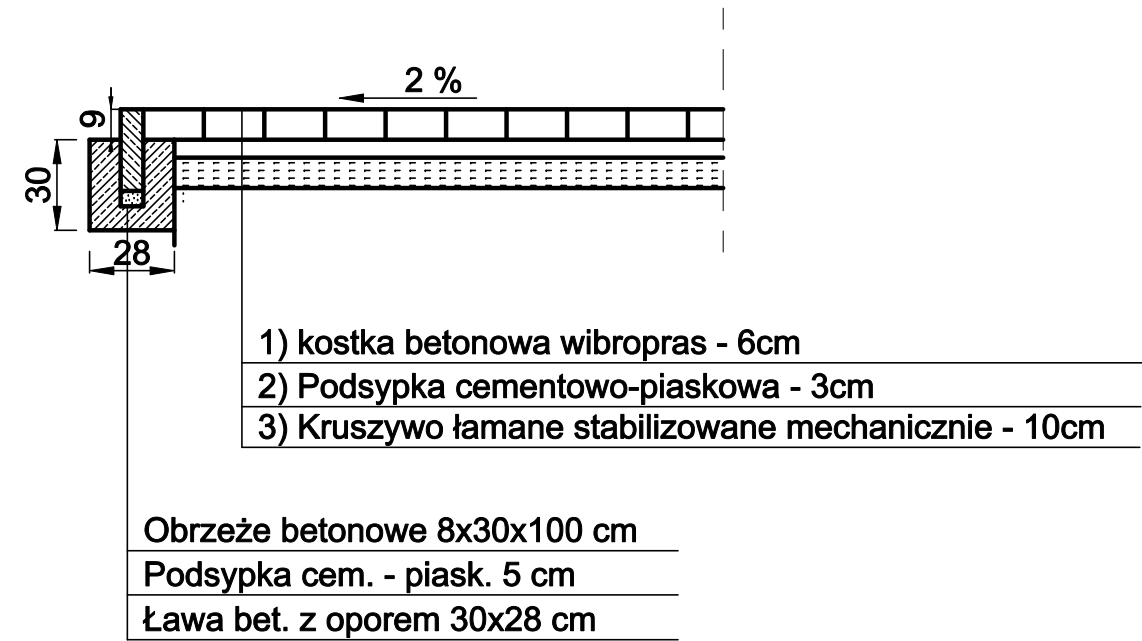 2 %
9
30
28
1) kostka betonowa wibropras - 6cm
2) Podsypka cementowo-piaskowa - 3cm
3) Kruszywo łamane stabilizowane mechanicznie - 10cm
Obrzeże betonowe 8x30x100 cm
Podsypka cem. - piask. 5 cm
Ława bet. z oporem 30x28 cm